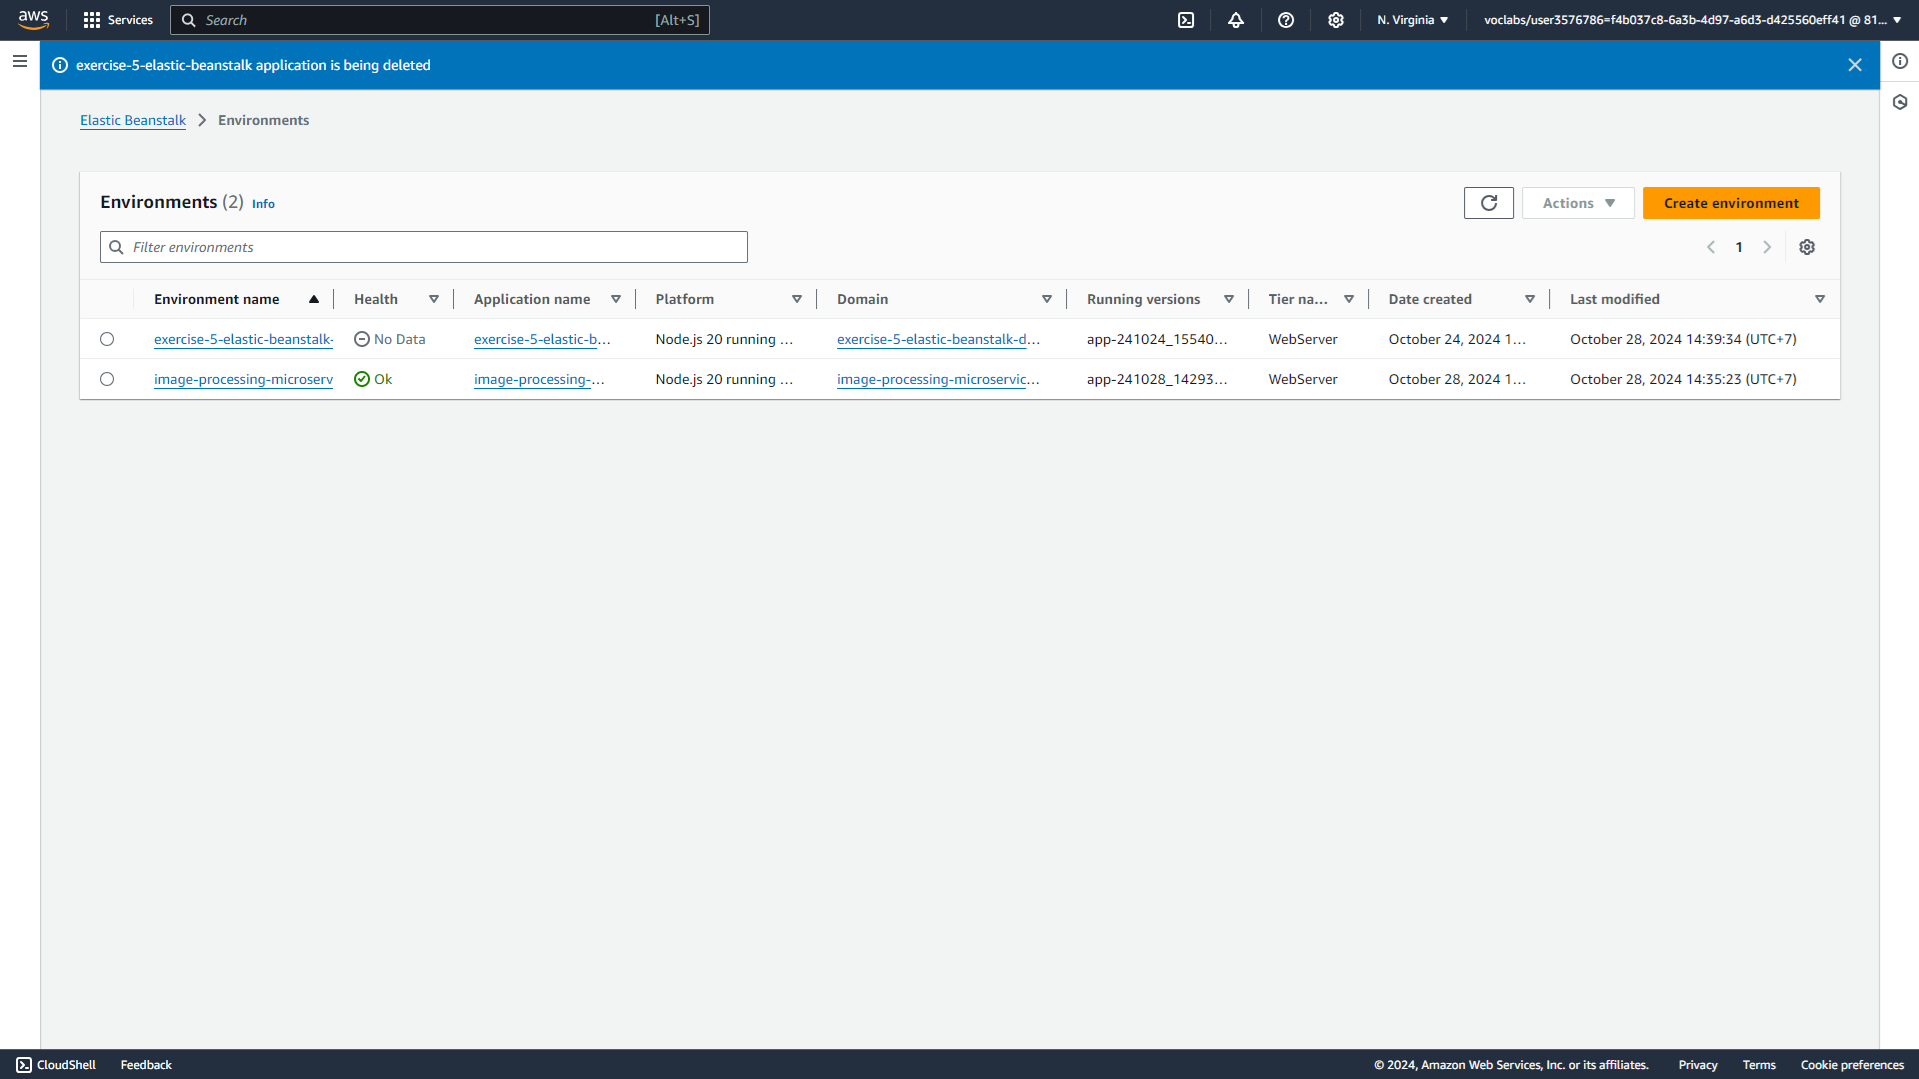 aws Services Search [Alt+S] N. Virginia voclabs/user3576786=f4b037c8-6a3b-4d97-a6d3-d425560eff41 @ 81...
exercise-5-elastic-beanstalk application is being deleted
Elastic Beanstalk > Environments
Environments (2) Info Actions Create environment
Filter environments 1
Environment name Health Application name Platform Domain Running versions Tier na... Date created Last modified
exercise-5-elastic-beanstalk- No Data exercise-5-elastic-b... Node.js 20 running ... exercise-5-elastic-beanstalk-d... app-241024_15540... WebServer October 24, 2024 1... October 28, 2024 14:39:34 (UTC+7)
image-processing-microserv Ok image-processing-... Node.js 20 running ... image-processing-microservic... app-241028_14293... WebServer October 28, 2024 1... October 28, 2024 14:35:23 (UTC+7)
CloudShell Feedback © 2024, Amazon Web Services, Inc. or its affiliates. Privacy Terms Cookie preferences